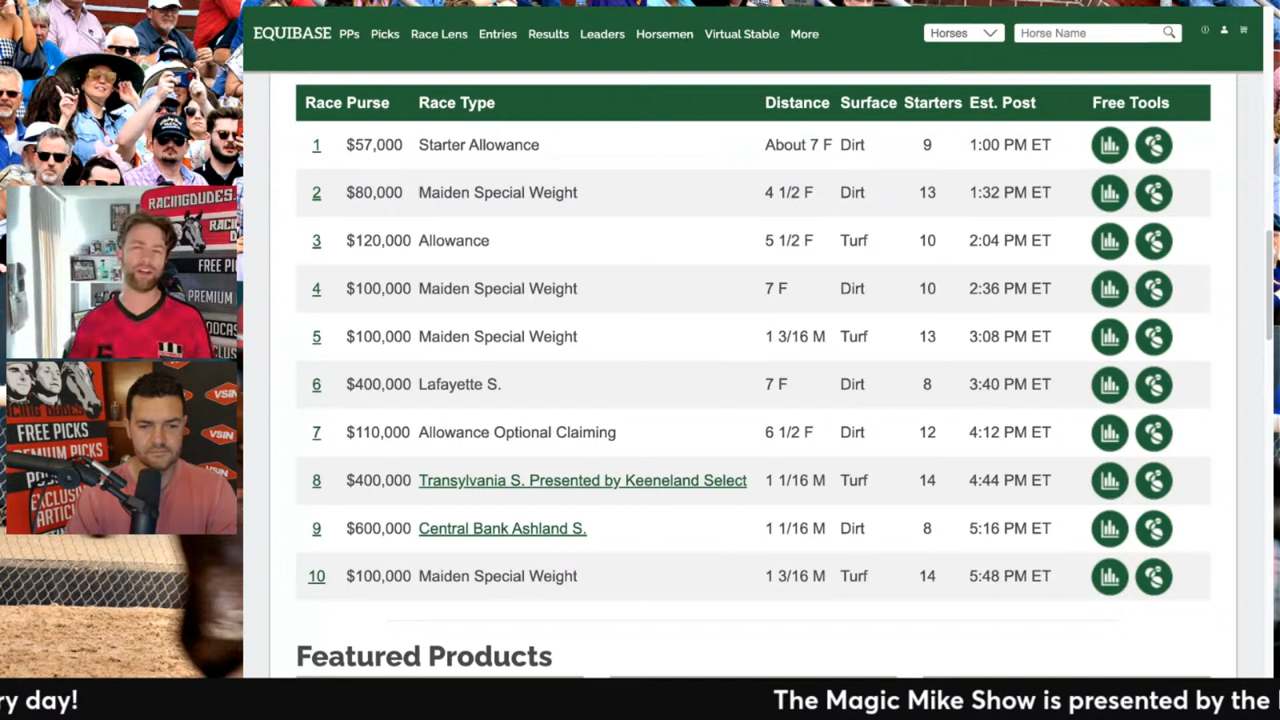 EQUIBASE PPs Picks Race Lens Entries Results Leaders Horsemen Virtual Stable More Horses Horse Name
Race Purse Race Type Distance Surface Starters Est. Post Free Tools
1 $57,000 Starter Allowance About 7 F Dirt 9 1:00 PM ET
2 $80,000 Maiden Special Weight 4 1/2 F Dirt 13 1:32 PM ET
3 $120,000 Allowance 5 1/2 F Turf 10 2:04 PM ET
4 $100,000 Maiden Special Weight 7 F Dirt 10 2:36 PM ET
5 $100,000 Maiden Special Weight 1 3/16 M Turf 13 3:08 PM ET
6 $400,000 Lafayette S. 7 F Dirt 8 3:40 PM ET
7 $110,000 Allowance Optional Claiming 6 1/2 F Dirt 12 4:12 PM ET
8 $400,000 Transylvania S. Presented by Keeneland Select 1 1/16 M Turf 14 4:44 PM ET
9 $600,000 Central Bank Ashland S. 1 1/16 M Dirt 8 5:16 PM ET
10 $100,000 Maiden Special Weight 1 3/16 M Turf 14 5:48 PM ET
Featured Products
RACINGDUDES.
FREE PI
PREMIUM
VSiN
FREE PICKS
VSiN
EXCLUS
ARTIC
ry day! The Magic Mike Show is presented by the